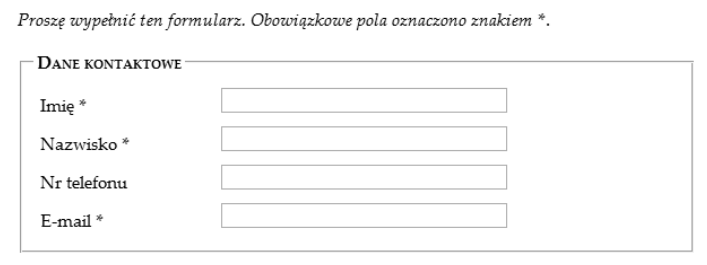 Proszę wypełnić ten formularz. Obowiązkowe pola oznaczono znakiem *.
Dane kontaktowe
Imię *
Nazwisko *
Nr telefonu
E-mail *